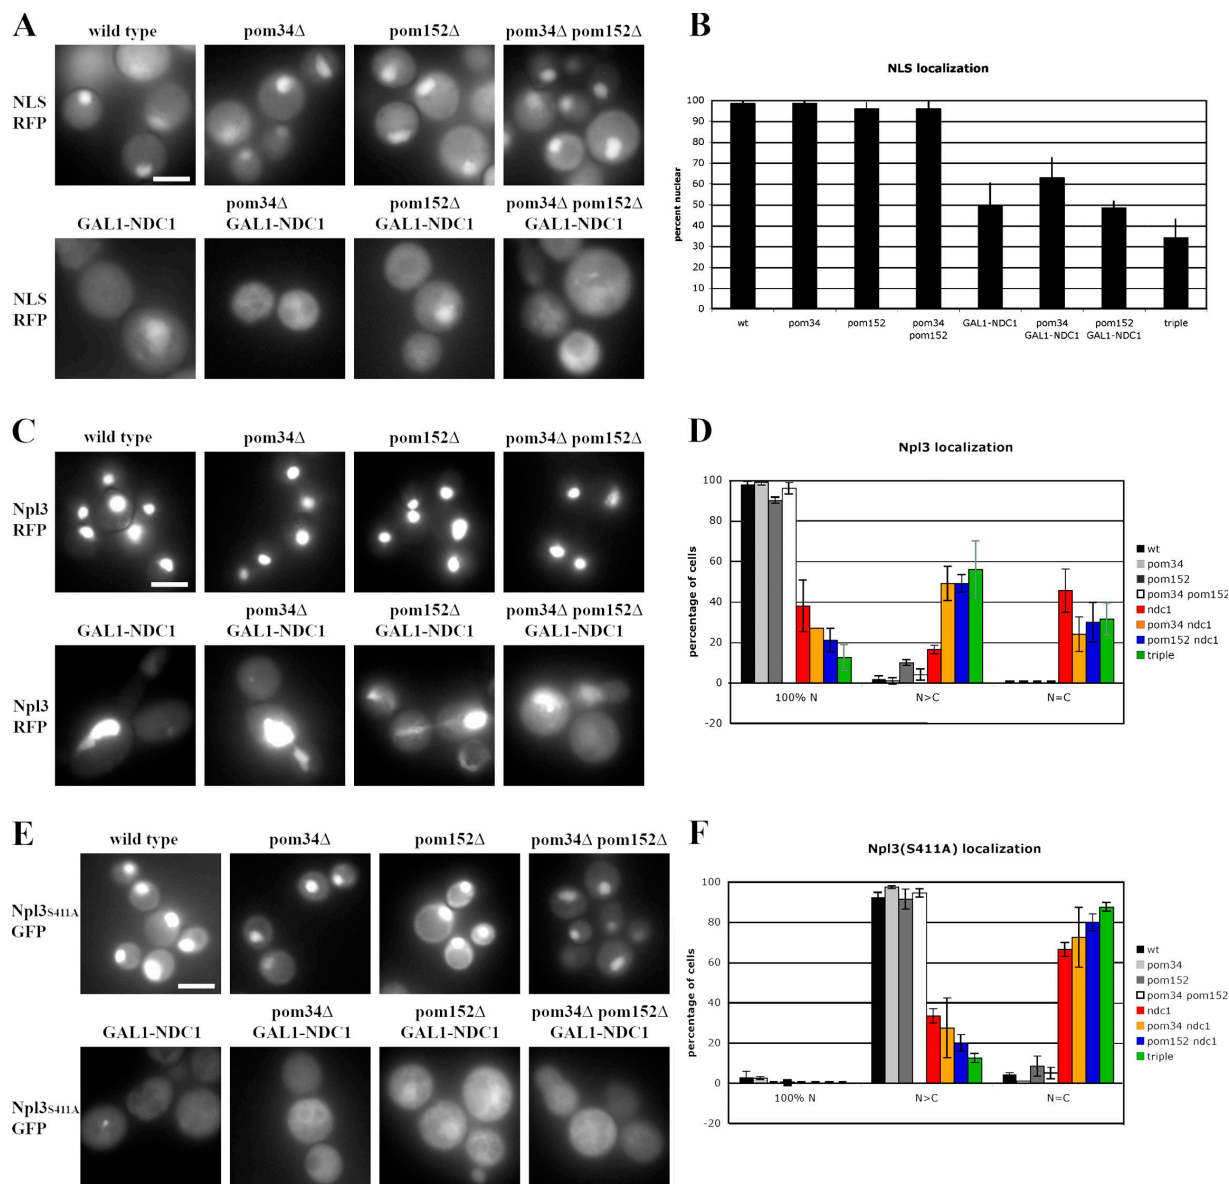 A
wild type
pom34Δ
pom152Δ
pom34Δ pom152Δ
NLS
RFP
GAL1-NDC1
pom34Δ
GAL1-NDC1
pom152Δ
GAL1-NDC1
pom34Δ pom152Δ
GAL1-NDC1
NLS
RFP
B
NLS localization
percent nuclear
100
90
80
70
60
50
40
30
20
10
0
wt
pom34
pom152
pom34
pom152
GAL1-NDC1
pom34
GAL1-NDC1
pom152
GAL1-NDC1
triple
C
wild type
pom34Δ
pom152Δ
pom34Δ pom152Δ
Npl3
RFP
GAL1-NDC1
pom34Δ
GAL1-NDC1
pom152Δ
GAL1-NDC1
pom34Δ pom152Δ
GAL1-NDC1
Npl3
RFP
D
Npl3 localization
percentage of cells
100
80
60
40
20
0
-20
100% N
N>C
N=C
wt
pom34
pom152
pom34 pom152
ndc1
pom34 ndc1
pom152 ndc1
triple
E
wild type
pom34Δ
pom152Δ
pom34Δ pom152Δ
Npl3S411A
GFP
GAL1-NDC1
pom34Δ
GAL1-NDC1
pom152Δ
GAL1-NDC1
pom34Δ pom152Δ
GAL1-NDC1
Npl3S411A
GFP
F
Npl3(S411A) localization
percentage of cells
100
80
60
40
20
0
-20
100% N
N>C
N=C
wt
pom34
pom152
pom34 pom152
ndc1
pom34 ndc1
pom152 ndc1
triple